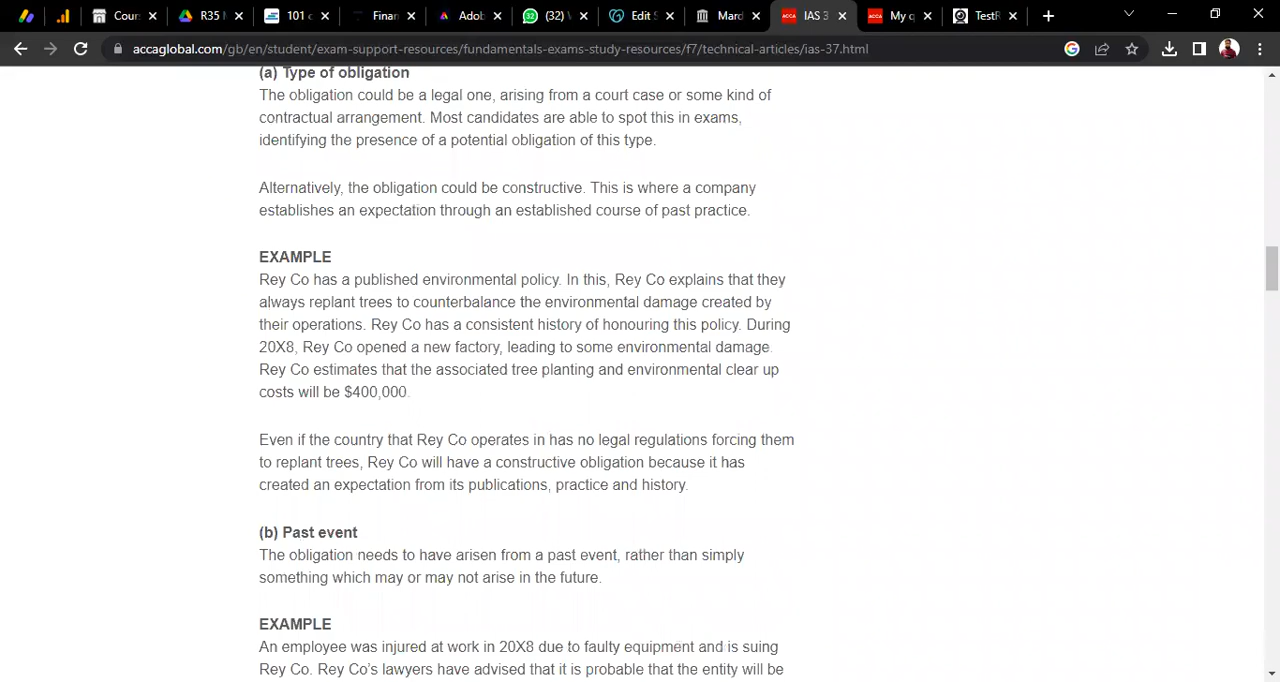 Cour
R35 I
101 c
Finar
Adob
(32) \
Edit S
Mard
IAS 3
My q
TestR
accaglobal.com/gb/en/student/exam-support-resources/fundamentals-exams-study-resources/f7/technical-articles/ias-37.html
(a) Type of obligation
The obligation could be a legal one, arising from a court case or some kind of
contractual arrangement. Most candidates are able to spot this in exams,
identifying the presence of a potential obligation of this type.
Alternatively, the obligation could be constructive. This is where a company
establishes an expectation through an established course of past practice.
EXAMPLE
Rey Co has a published environmental policy. In this, Rey Co explains that they
always replant trees to counterbalance the environmental damage created by
their operations. Rey Co has a consistent history of honouring this policy. During
20X8, Rey Co opened a new factory, leading to some environmental damage.
Rey Co estimates that the associated tree planting and environmental clear up
costs will be $400,000.
Even if the country that Rey Co operates in has no legal regulations forcing them
to replant trees, Rey Co will have a constructive obligation because it has
created an expectation from its publications, practice and history.
(b) Past event
The obligation needs to have arisen from a past event, rather than simply
something which may or may not arise in the future.
EXAMPLE
An employee was injured at work in 20X8 due to faulty equipment and is suing
Rey Co. Rey Co’s lawyers have advised that it is probable that the entity will be